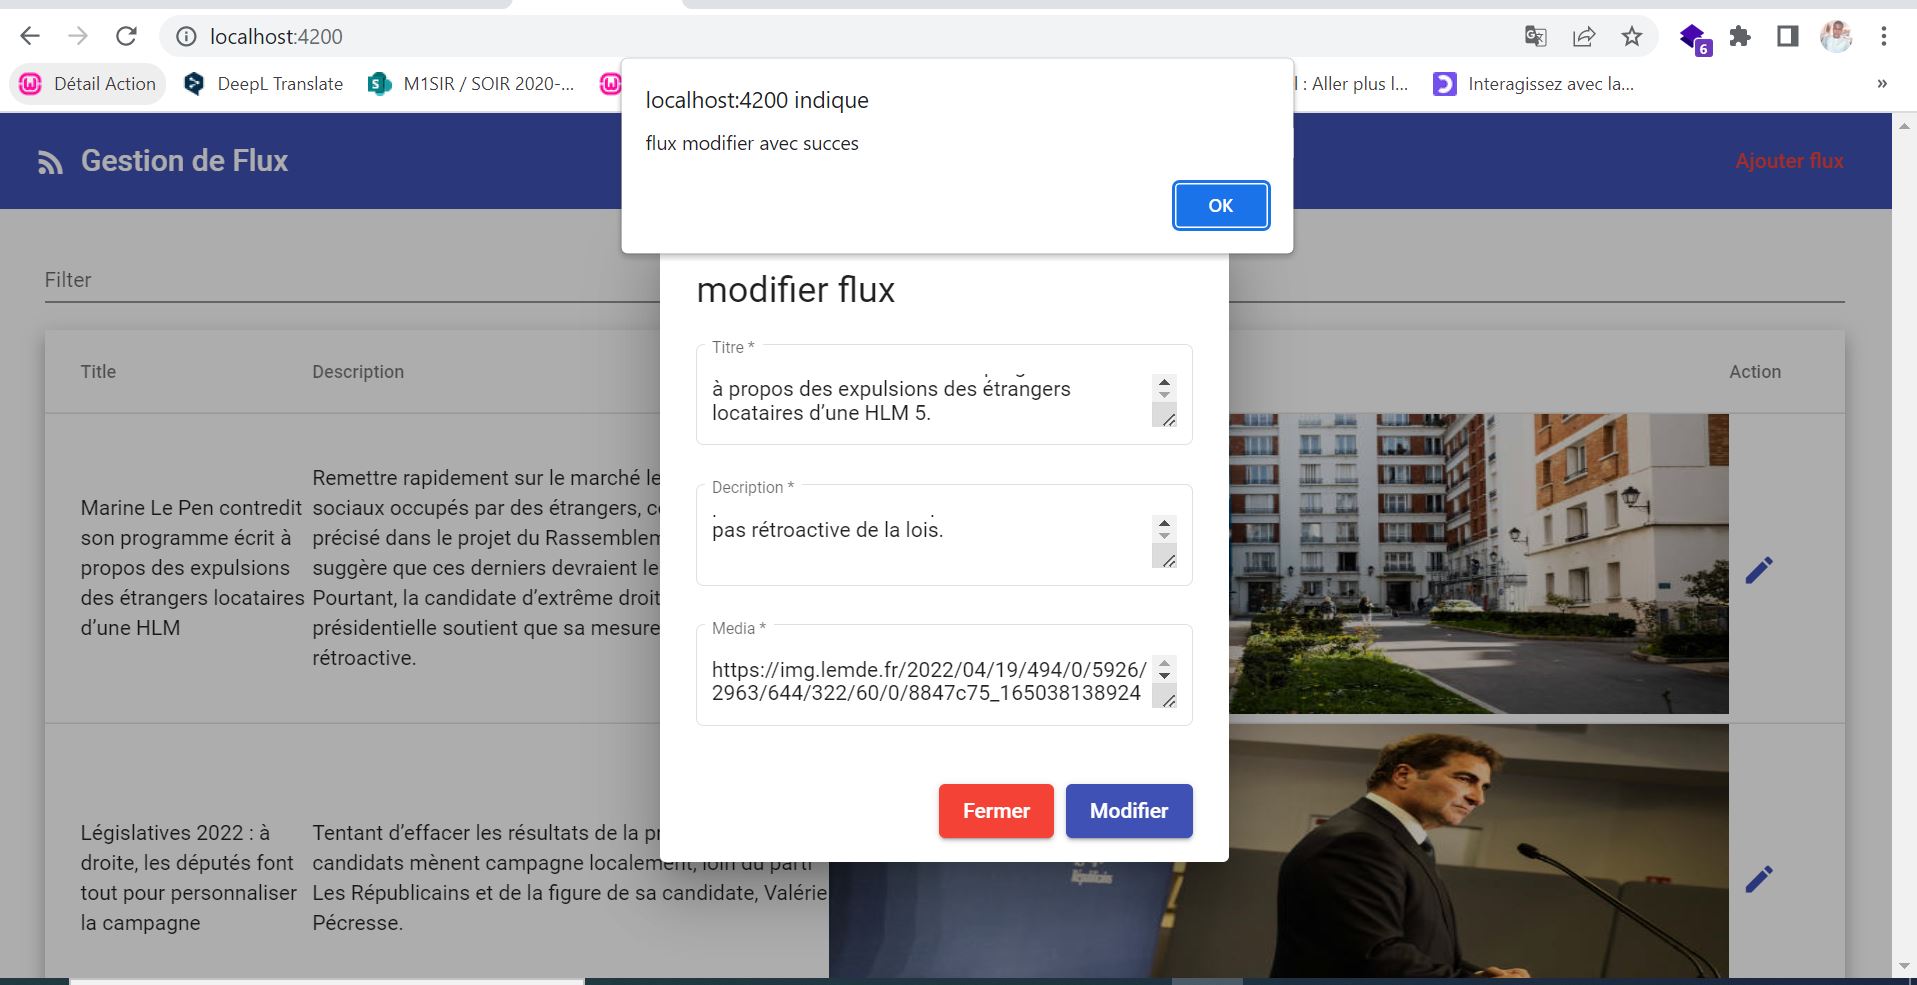 localhost:4200
6
Détail Action
DeepL Translate
M1SIR / SOIR 2020-...
l : Aller plus l...
Interagissez avec la...
»
localhost:4200 indique
flux modifier avec succes
OK
Gestion de Flux
Ajouter flux
Filter
Title
Description
Action
Marine Le Pen contredit
son programme écrit à
propos des expulsions
des étrangers locataires
d’une HLM
Remettre rapidement sur le marché le
sociaux occupés par des étrangers, c
précisé dans le projet du Rassemblem
suggère que ces derniers devraient le
Pourtant, la candidate d’extrême droit
présidentielle soutient que sa mesure
rétroactive.
Législatives 2022 : à
droite, les députés font
tout pour personnaliser
la campagne
Tentant d’effacer les résultats de la pr
candidats mènent campagne localement, loin du parti
Les Républicains et de la figure de sa candidate, Valérie
Pécresse.
modifier flux
Titre *
à propos des expulsions des étrangers
locataires d’une HLM 5.
Decription *
pas rétroactive de la lois.
Media *
https://img.lemde.fr/2022/04/19/494/0/5926/
2963/644/322/60/0/8847c75_165038138924
Fermer
Modifier
Républicains